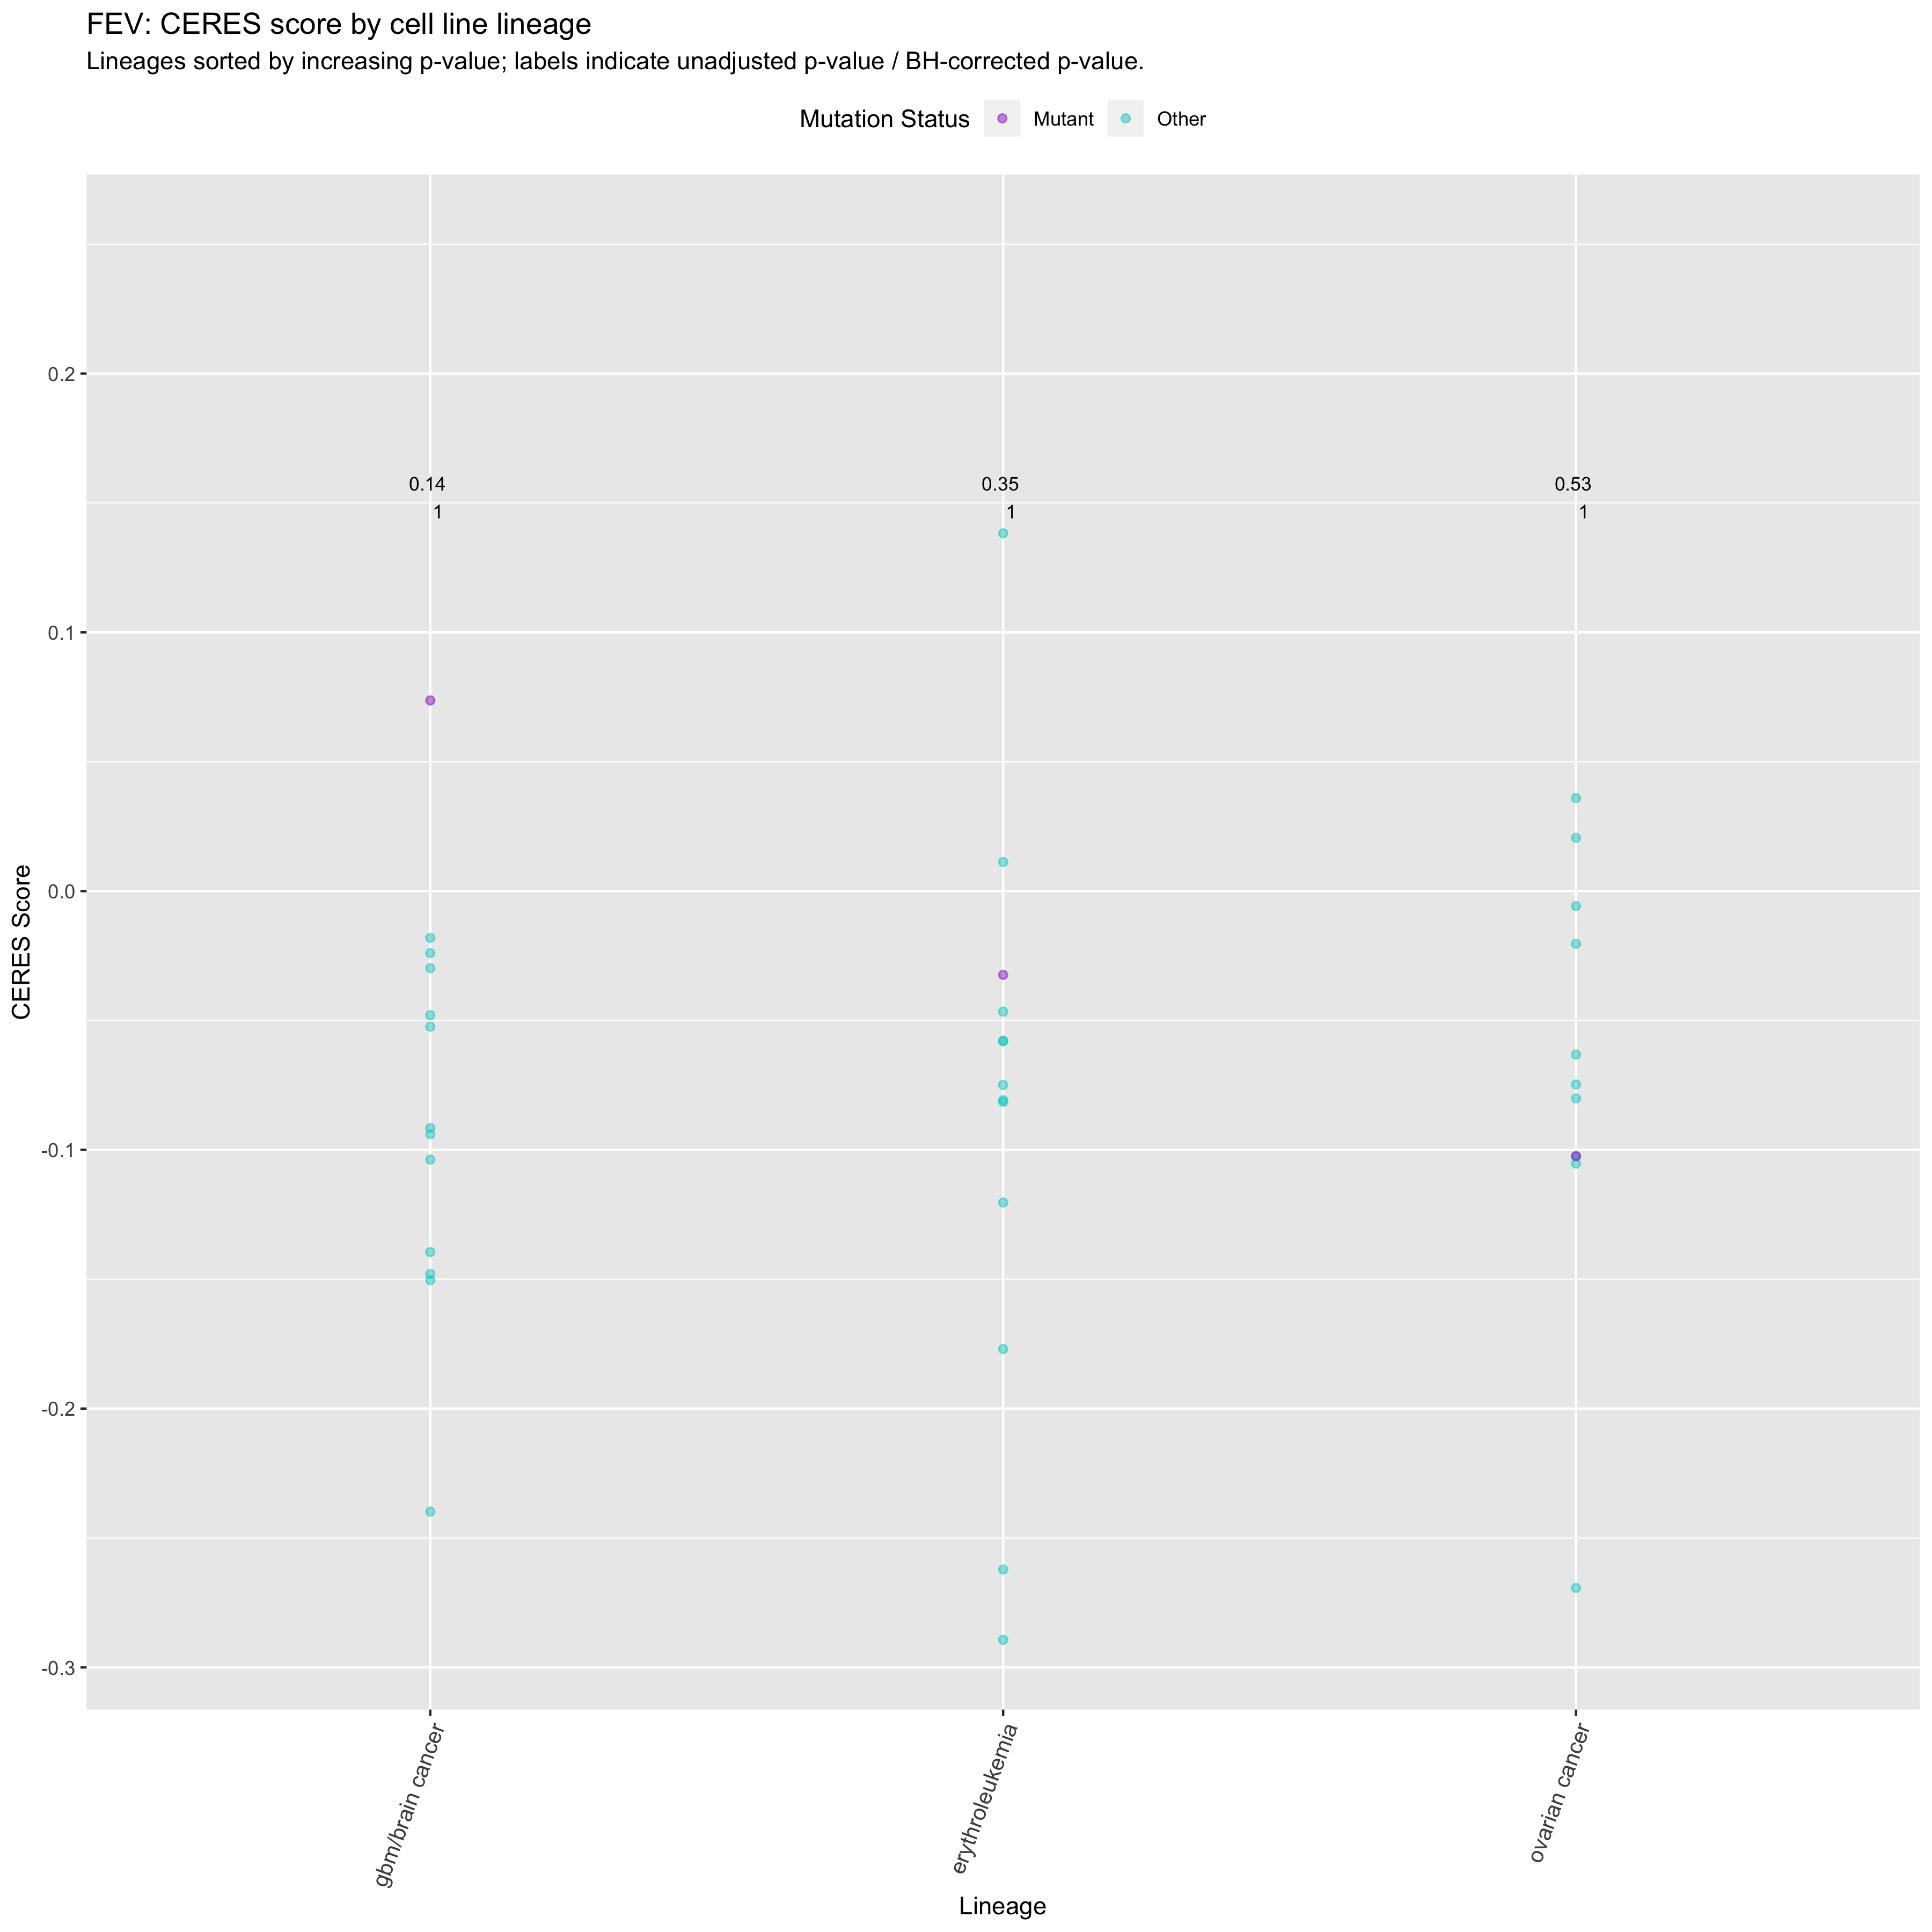 FEV: CERES score by cell line lineage
Lineages sorted by increasing p-value; labels indicate unadjusted p-value / BH-corrected p-value.
Mutation Status Mutant Other
0.2
0.14 0.35 0.53
1 1 1
0.1
0.0
CERES Score
-0.1
-0.2
-0.3
gbm/brain cancer
erythroleukemia
ovarian cancer
Lineage